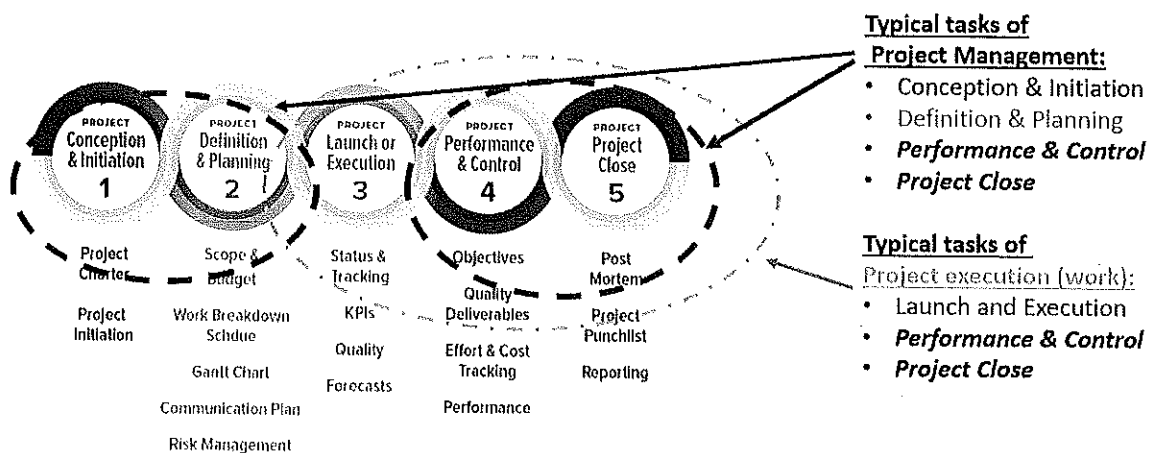 Typical tasks of
Project Management:
• Conception & Initiation
• Definition & Planning
• Performance & Control
• Project Close
PROJECT
Conception
& Initiation
1
PROJECT
Definition
& Planning
2
PROJECT
Launch or
Execution
3
PROJECT
Performance
& Control
4
PROJECT
Project
Close
5
Project
Charter
Project
Initiation
Scope &
Budget
Work Breakdown
Schdue
Gantt Chart
Communication Plan
Risk Management
Status &
Tracking
KPIs
Quality
Forecasts
Objectives
Quality
Deliverables
Effort & Cost
Tracking
Performance
Post
Mortem
Project
Punchlist
Reporting
Typical tasks of
Project execution (work):
• Launch and Execution
• Performance & Control
• Project Close